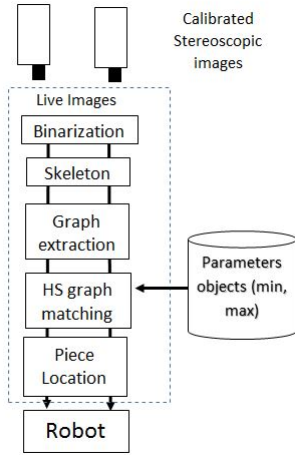 Calibrated
Stereoscopic
images
Live Images
Binarization
Skeleton
Graph
extraction
HS graph
matching
Parameters
objects (min,
max)
Piece
Location
Robot